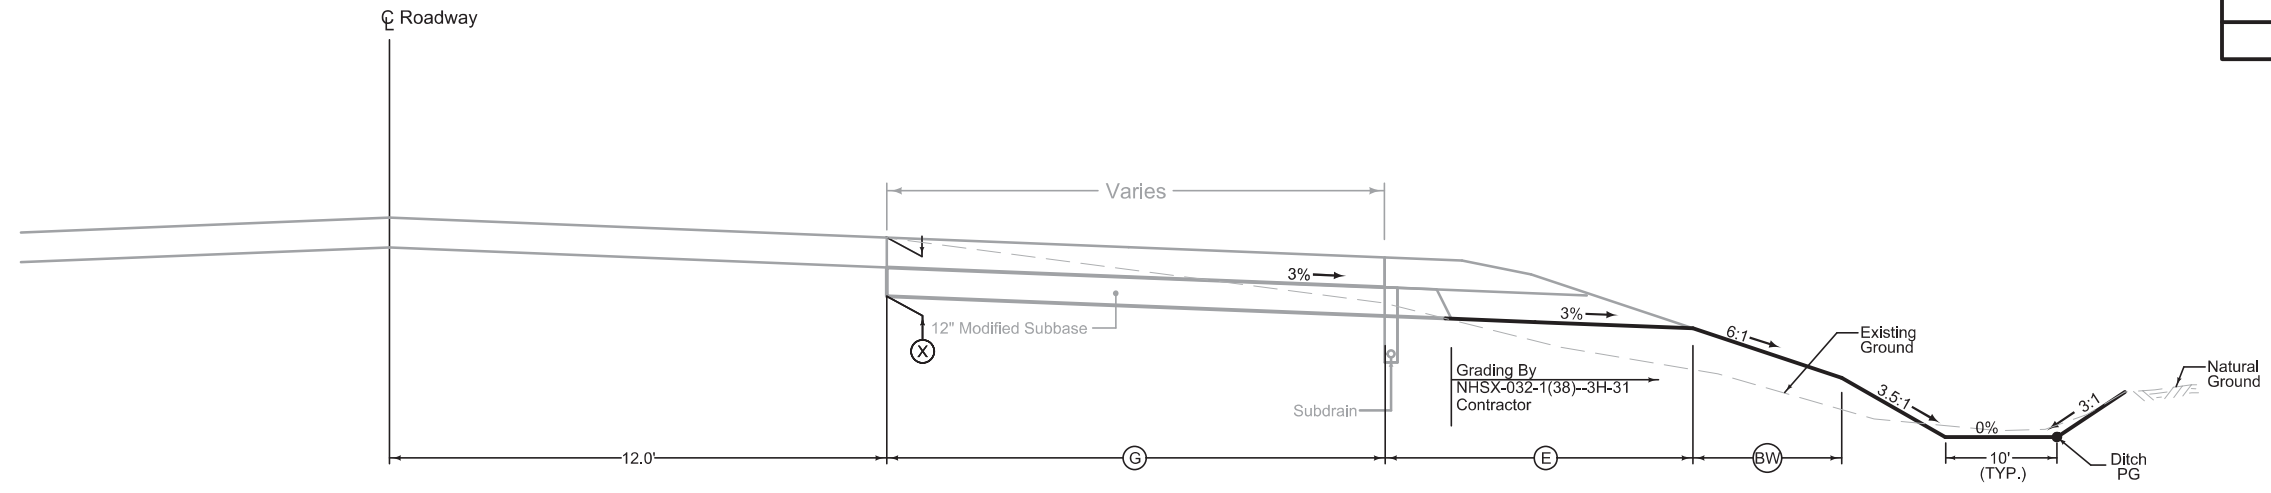 ℄ Roadway
Varies
3%
12" Modified Subbase
X
3%
6:1
Existing
Ground
Grading By
NHSX-032-1(38)--3H-31
Contractor
Subdrain
3.5:1
0%
3:1
Natural
Ground
12.0'
G
E
BW
10'
(TYP.)
Ditch
PG